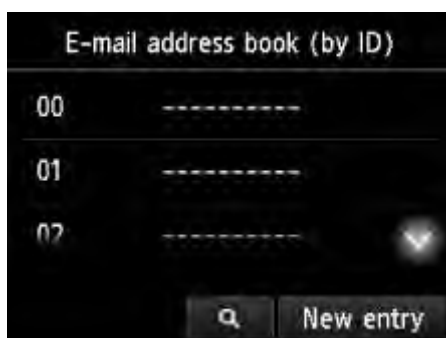 E-mail address book (by ID)
00 ----------
01 ----------
02 ----------
New entry